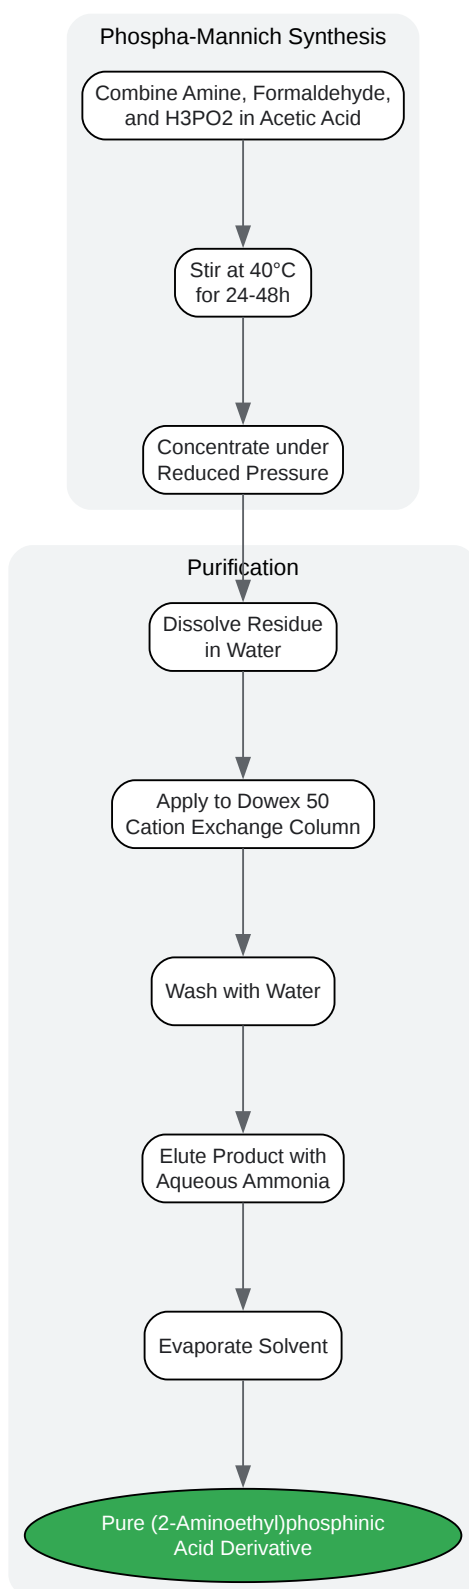 Phospha-Mannich Synthesis
Combine Amine, Formaldehyde,
and H3PO2 in Acetic Acid
Stir at 40°C
for 24-48h
Concentrate under
Reduced Pressure
Purification
Dissolve Residue
in Water
Apply to Dowex 50
Cation Exchange Column
Wash with Water
Elute Product with
Aqueous Ammonia
Evaporate Solvent
Pure (2-Aminoethyl)phosphinic
Acid Derivative